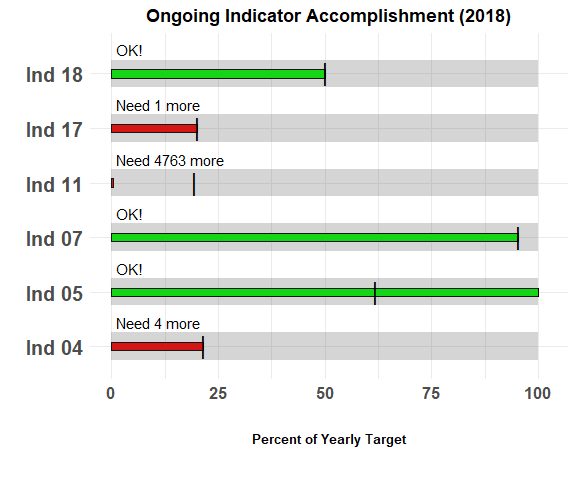 Ongoing Indicator Accomplishment (2018)
OK!
Ind 18
Need 1 more
Ind 17
Need 4763 more
Ind 11
OK!
Ind 07
OK!
Ind 05
Need 4 more
Ind 04
0 25 50 75 100
Percent of Yearly Target